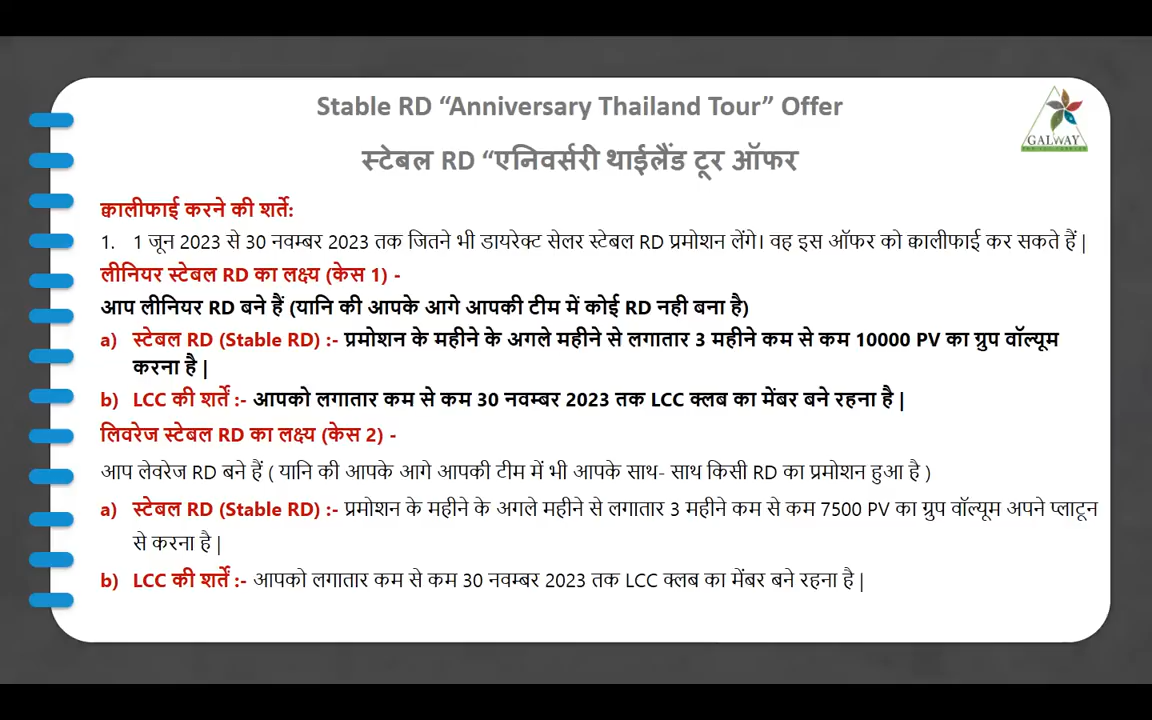 Stable RD “Anniversary Thailand Tour” Offer
GALWAY
स्टेबल RD “एनिवर्सरी थाईलैंड टूर ऑफर
क्वालीफाई करने की शर्ते:
1. 1 जून 2023 से 30 नवम्बर 2023 तक जितने भी डायरेक्ट सेलर स्टेबल RD प्रमोशन लेंगे। वह इस ऑफर को क्वालीफाई कर सकते हैं |
लीनियर स्टेबल RD का लक्ष्य (केस 1) -
आप लीनियर RD बने हैं (यानि की आपके आगे आपकी टीम में कोई RD नही बना है)
a) स्टेबल RD (Stable RD) :- प्रमोशन के महीने के अगले महीने से लगातार 3 महीने कम से कम 10000 PV का ग्रुप वॉल्यूम
करना है |
b) LCC की शर्तें :- आपको लगातार कम से कम 30 नवम्बर 2023 तक LCC क्लब का मेंबर बने रहना है |
लिवरेज स्टेबल RD का लक्ष्य (केस 2) -
आप लेवरेज RD बने हैं ( यानि की आपके आगे आपकी टीम में भी आपके साथ- साथ किसी RD का प्रमोशन हुआ है )
a) स्टेबल RD (Stable RD) :- प्रमोशन के महीने के अगले महीने से लगातार 3 महीने कम से कम 7500 PV का ग्रुप वॉल्यूम अपने प्लाटून
से करना है |
b) LCC की शर्तें :- आपको लगातार कम से कम 30 नवम्बर 2023 तक LCC क्लब का मेंबर बने रहना है |